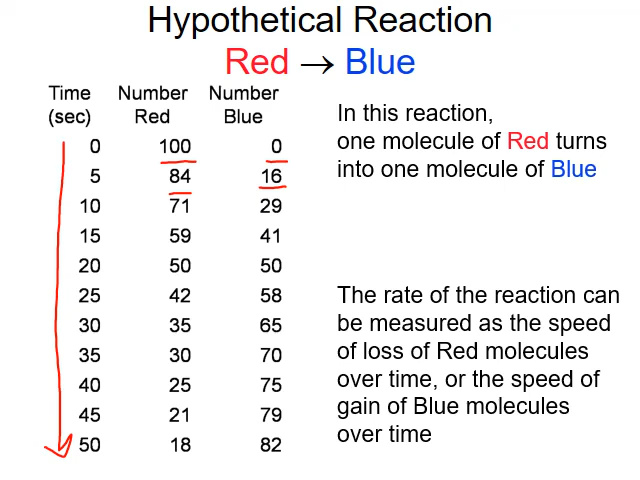 Hypothetical Reaction
Red → Blue
Time Number Number
(sec) Red Blue
0 100 0
5 84 16
10 71 29
15 59 41
20 50 50
25 42 58
30 35 65
35 30 70
40 25 75
45 21 79
50 18 82
In this reaction,
one molecule of Red turns
into one molecule of Blue
The rate of the reaction can
be measured as the speed
of loss of Red molecules
over time, or the speed of
gain of Blue molecules
over time